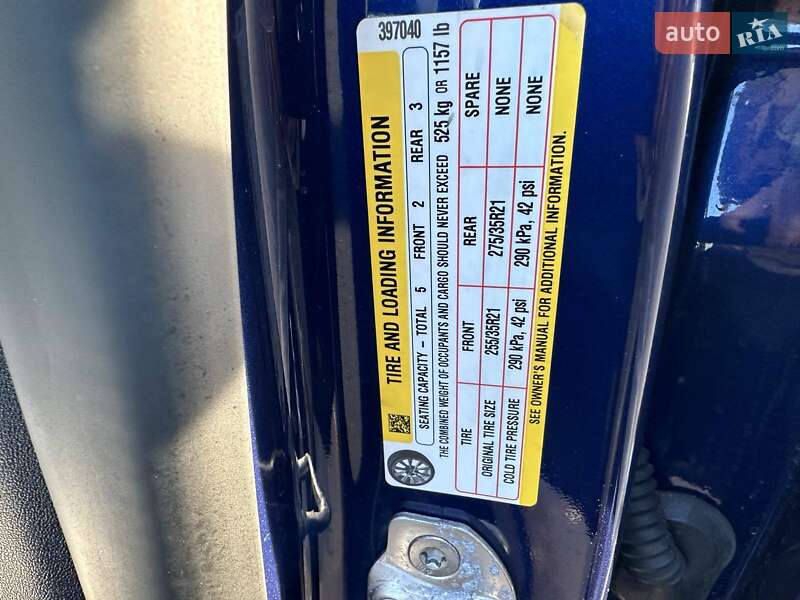 397040
TIRE AND LOADING INFORMATION
SEATING CAPACITY – TOTAL 5 FRONT 2 REAR 3
THE COMBINED WEIGHT OF OCCUPANTS AND CARGO SHOULD NEVER EXCEED 525 kg OR 1157 lb
TIRE FRONT REAR SPARE
ORIGINAL TIRE SIZE 255/35R21 275/35R21 NONE
COLD TIRE PRESSURE 290 kPa, 42 psi 290 kPa, 42 psi NONE
SEE OWNER'S MANUAL FOR ADDITIONAL INFORMATION.
auto RIA .com